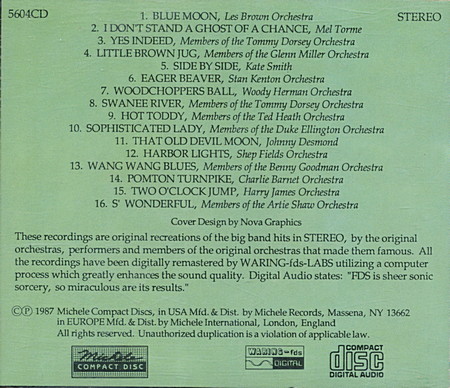 5604CD
STEREO
1. BLUE MOON, Les Brown Orchestra
2. I DON'T STAND A GHOST OF A CHANCE, Mel Torme
3. YES INDEED, Members of the Tommy Dorsey Orchestra
4. LITTLE BROWN JUG, Members of the Glenn Miller Orchestra
5. SIDE BY SIDE, Kate Smith
6. EAGER BEAVER, Stan Kenton Orchestra
7. WOODCHOPPERS BALL, Woody Herman Orchestra
8. SWANEE RIVER, Members of the Tommy Dorsey Orchestra
9. HOT TODDY, Members of the Ted Heath Orchestra
10. SOPHISTICATED LADY, Members of the Duke Ellington Orchestra
11. THAT OLD DEVIL MOON, Johnny Desmond
12. HARBOR LIGHTS, Shep Fields Orchestra
13. WANG WANG BLUES, Members of the Benny Goodman Orchestra
14. POMTON TURNPIKE, Charlie Barnet Orchestra
15. TWO O'CLOCK JUMP, Harry James Orchestra
16. S' WONDERFUL, Members of the Artie Shaw Orchestra
Cover Design by Nova Graphics
These recordings are original recreations of the big band hits in STEREO, by the original
orchestras, performers and members of the original orchestras that made them famous. All
the recordings have been digitally remastered by WARING-fds-LABS utilizing a computer
process which greatly enhances the sound quality. Digital Audio states: "FDS is sheer sonic
sorcery, so miraculous are its results."
©℗ 1987 Michele Compact Discs, in USA Mfd. & Dist. by Michele Records, Massena, NY 13662
in EUROPE Mfd. & Dist. by Michele International, London, England
All rights reserved. Unauthorized duplication is a violation of applicable law.
Michele
COMPACT DISC
WARING-fds
DIGITAL
COMPACT
disc
DIGITAL AUDIO